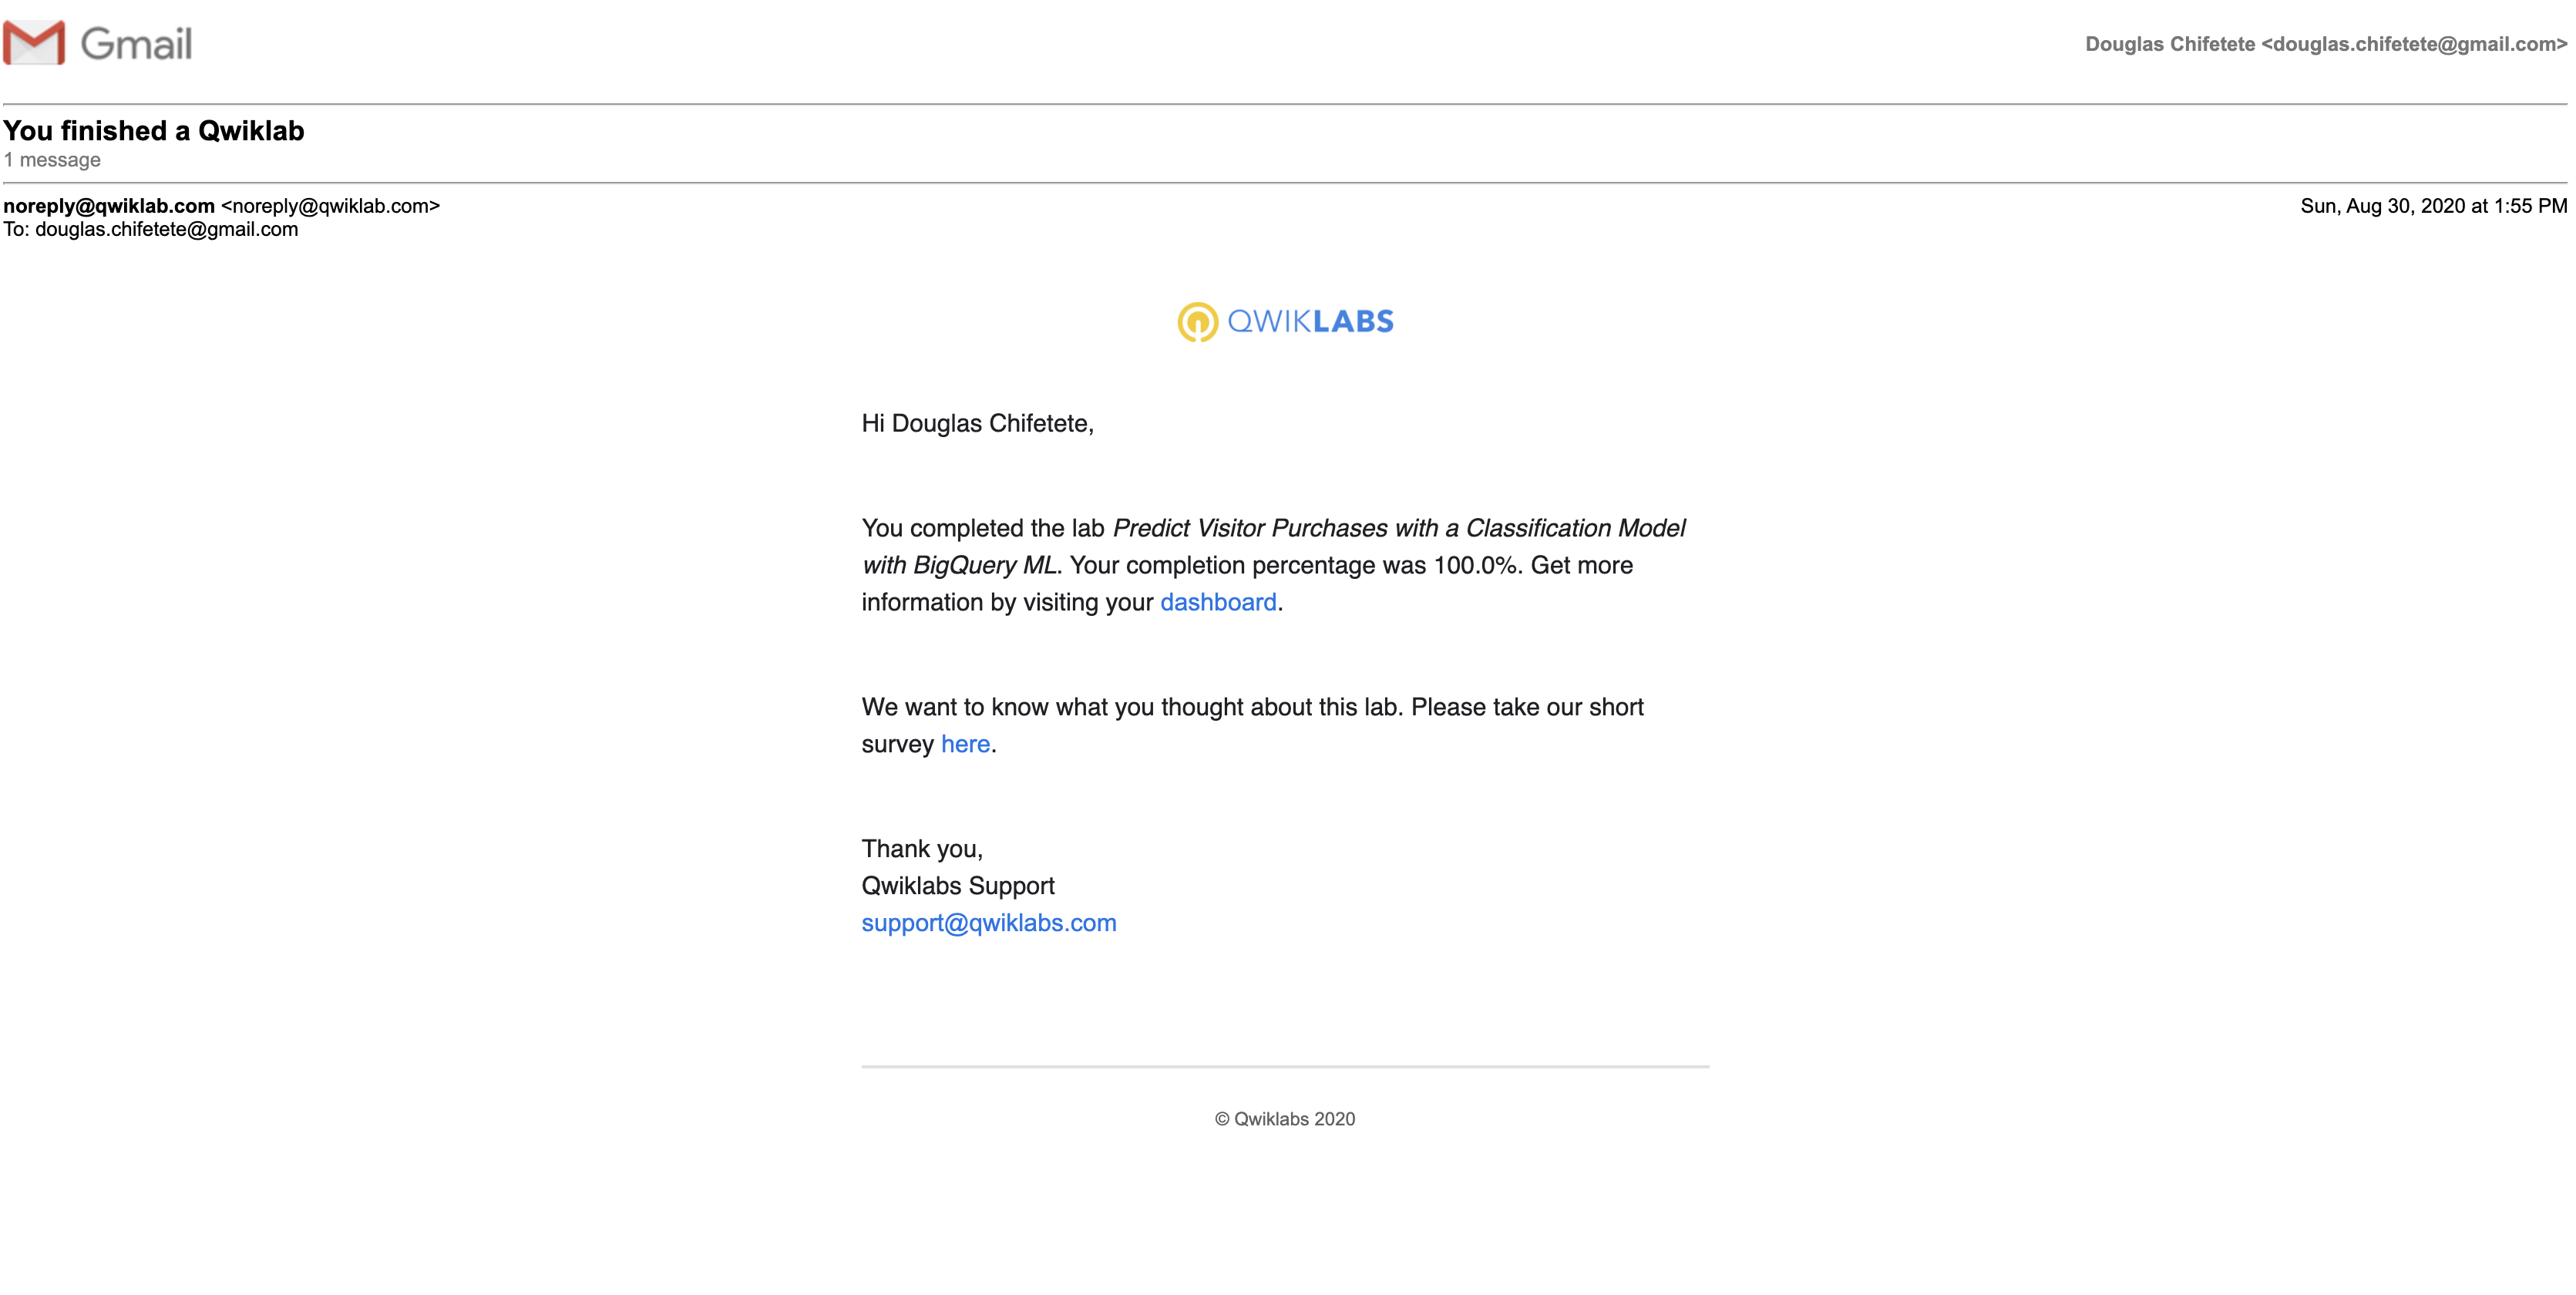 Gmail
Douglas Chifetete <douglas.chifetete@gmail.com>
You finished a Qwiklab
1 message
noreply@qwiklab.com <noreply@qwiklab.com>
Sun, Aug 30, 2020 at 1:55 PM
To: douglas.chifetete@gmail.com
QWIKLABS
Hi Douglas Chifetete,
You completed the lab Predict Visitor Purchases with a Classification Model
with BigQuery ML. Your completion percentage was 100.0%. Get more
information by visiting your dashboard.
We want to know what you thought about this lab. Please take our short
survey here.
Thank you,
Qwiklabs Support
support@qwiklabs.com
© Qwiklabs 2020